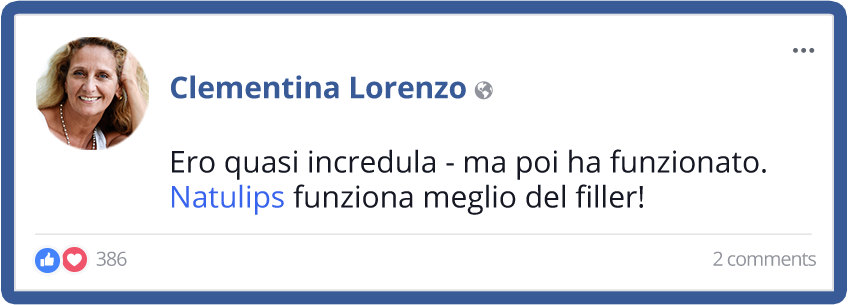 Clementina Lorenzo
Ero quasi incredula - ma poi ha funzionato.
Natulips funziona meglio del filler!
386
2 comments